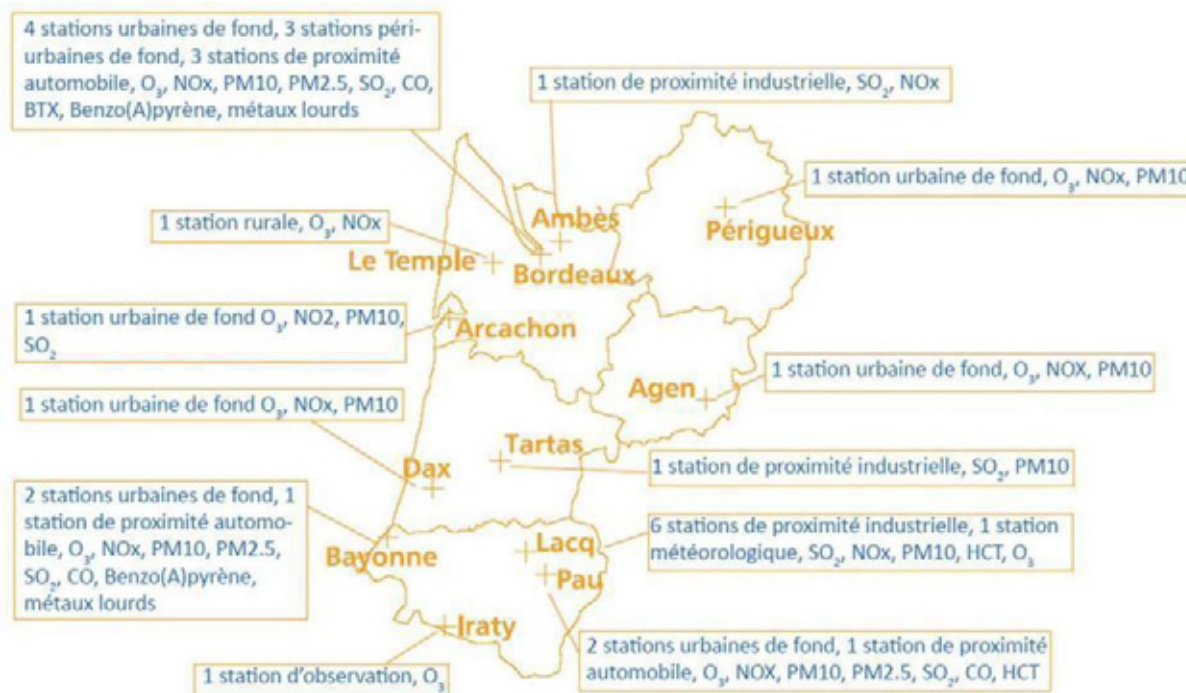 4 stations urbaines de fond, 3 stations péri-
urbaines de fond, 3 stations de proximité
automobile, O₃, NOx, PM10, PM2.5, SO₂, CO,
BTX, Benzo(A)pyrène, métaux lourds
1 station de proximité industrielle, SO₂, NOx
1 station urbaine de fond, O₃, NOx, PM10
Ambès
Périgueux
1 station rurale, O₃, NOx
Le Temple
Bordeaux
1 station urbaine de fond O₃, NO2, PM10,
SO₂
Arcachon
1 station urbaine de fond, O₃, NOX, PM10
Agen
1 station urbaine de fond O₃, NOx, PM10
Tartas
Dax
1 station de proximité industrielle, SO₂, PM10
2 stations urbaines de fond, 1
station de proximité automo-
bile, O₃, NOx, PM10, PM2.5,
SO₂, CO, Benzo(A)pyrène,
métaux lourds
Bayonne
Lacq
6 stations de proximité industrielle, 1 station
météorologique, SO₂, NOx, PM10, HCT, O₃
Pau
Iraty
2 stations urbaines de fond, 1 station de proximité
automobile, O₃, NOX, PM10, PM2.5, SO₂, CO, HCT
1 station d'observation, O₃